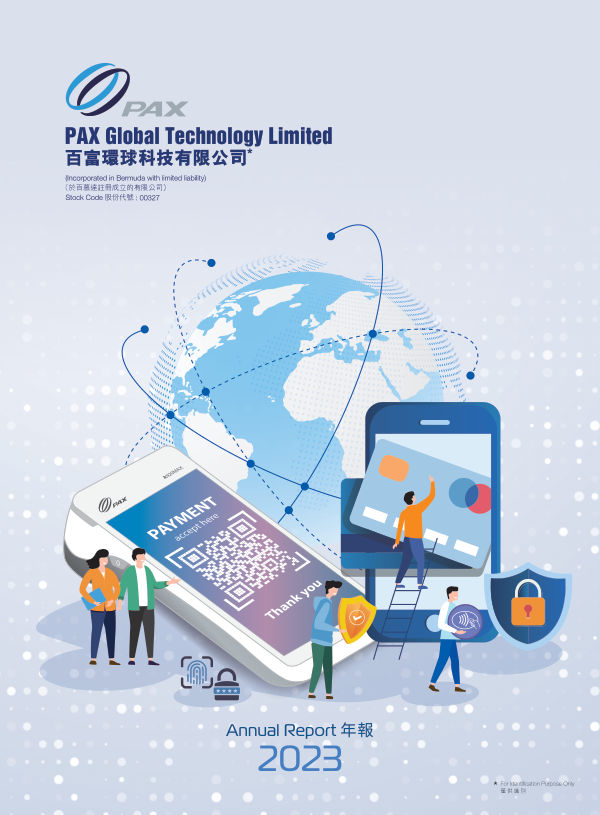 PAX
PAX Global Technology Limited
百富環球科技有限公司*
(Incorporated in Bermuda with limited liability)
(於百慕達註冊成立的有限公司)
Stock Code 股份代號 : 00327
PAX
A920MAX
PAYMENT
accept here
Thank you
Annual Report 年報
2023
* For Identification Purpose Only
僅供識別